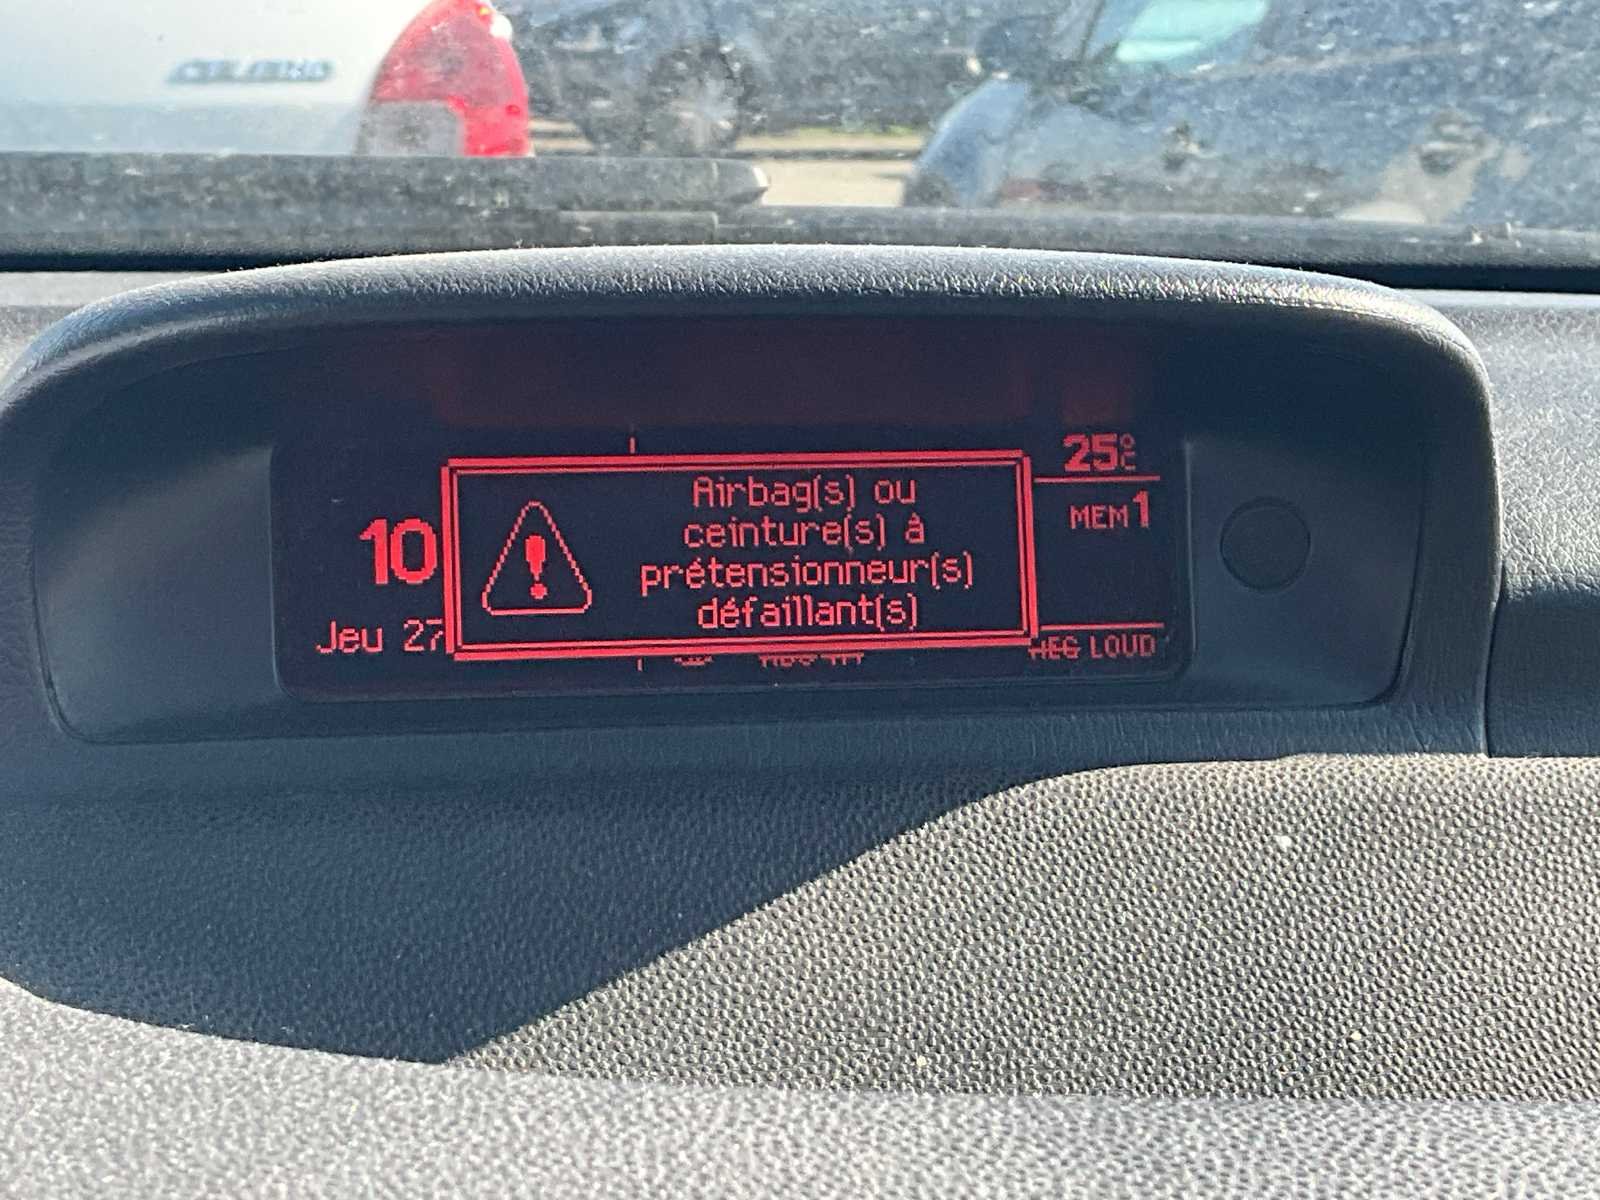 25°C
Airbag(s) ou
ceinture(s) à
prétensionneur(s)
défaillant(s)
MEM 1
10
Jeu 27
LOUD